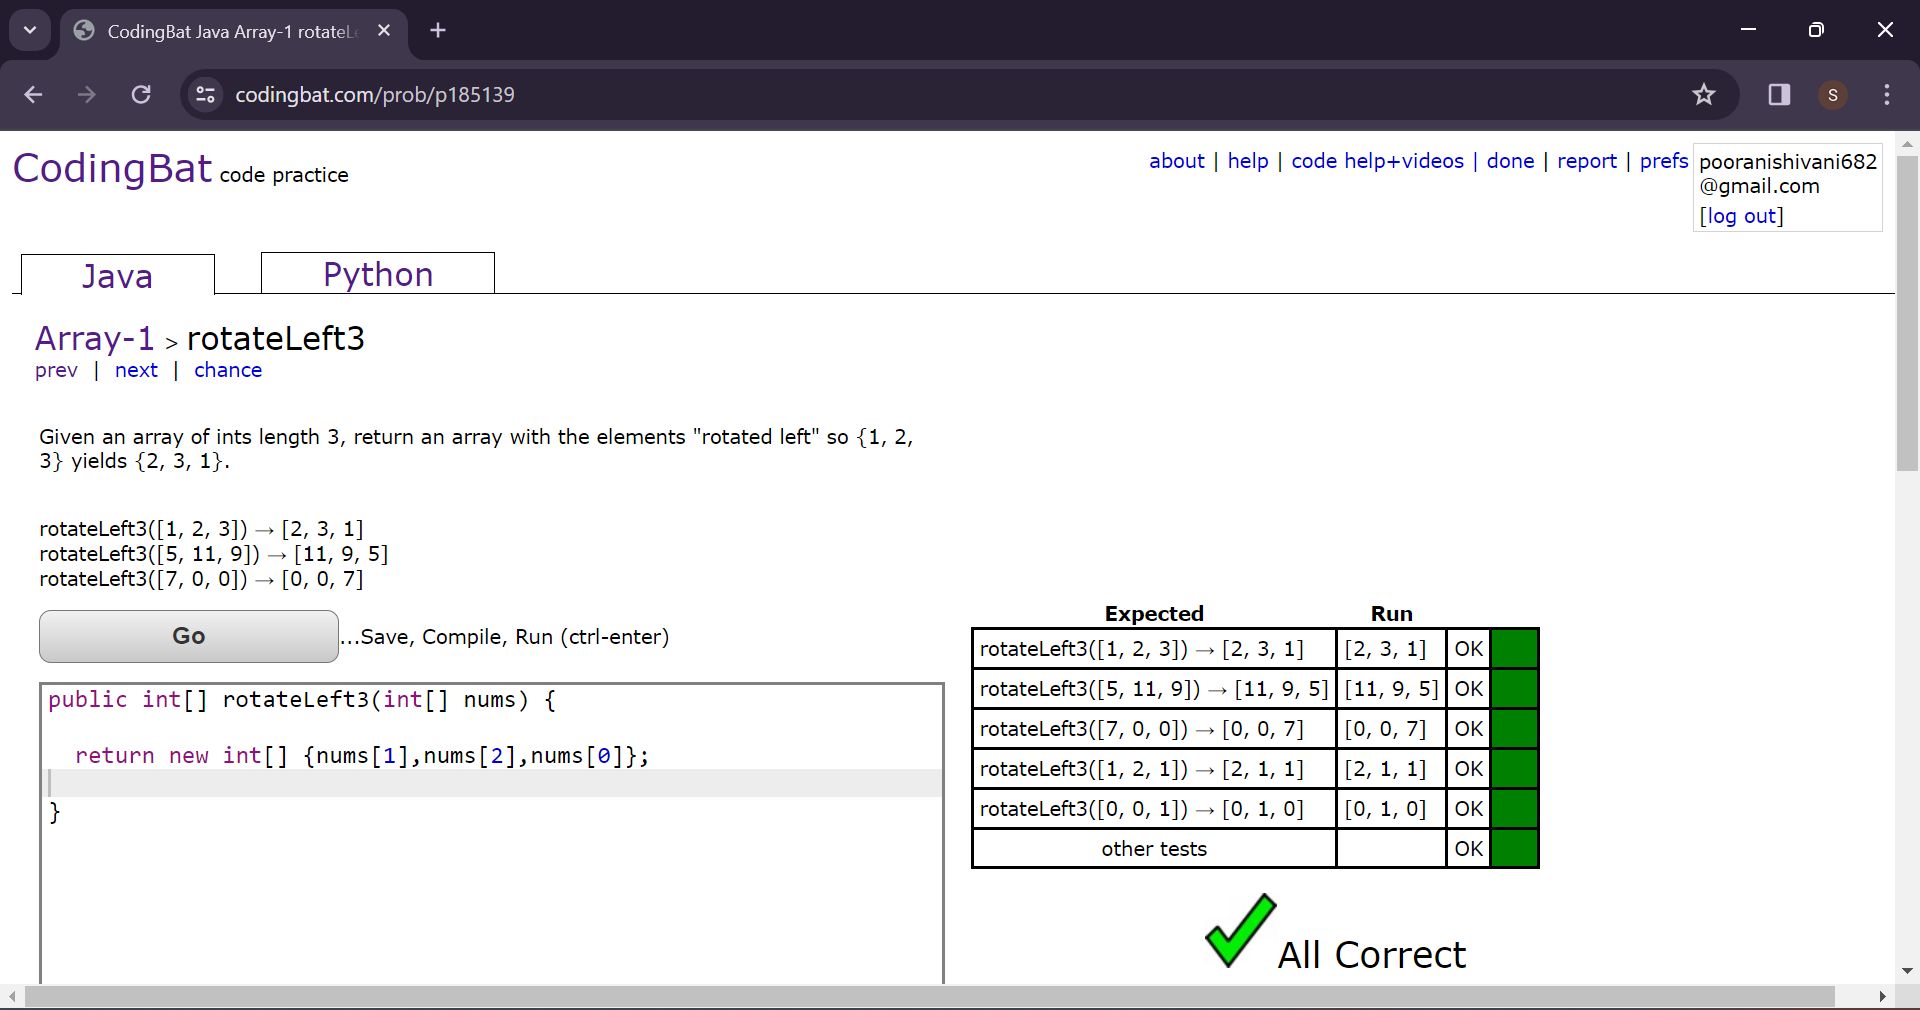 CodingBat Java Array-1 rotateLe
codingbat.com/prob/p185139
S
CodingBat code practice
about | help | code help+videos | done | report | prefs
pooranishivani682
@gmail.com
[log out]
Java
Python
Array-1 > rotateLeft3
prev | next | chance
Given an array of ints length 3, return an array with the elements "rotated left" so {1, 2,
3} yields {2, 3, 1}.
rotateLeft3([1, 2, 3]) → [2, 3, 1]
rotateLeft3([5, 11, 9]) → [11, 9, 5]
rotateLeft3([7, 0, 0]) → [0, 0, 7]
Go
...Save, Compile, Run (ctrl-enter)
public int[] rotateLeft3(int[] nums) {
return new int[] {nums[1],nums[2],nums[0]};
}
Expected Run
rotateLeft3([1, 2, 3]) → [2, 3, 1] [2, 3, 1] OK
rotateLeft3([5, 11, 9]) → [11, 9, 5] [11, 9, 5] OK
rotateLeft3([7, 0, 0]) → [0, 0, 7] [0, 0, 7] OK
rotateLeft3([1, 2, 1]) → [2, 1, 1] [2, 1, 1] OK
rotateLeft3([0, 0, 1]) → [0, 1, 0] [0, 1, 0] OK
other tests OK
All Correct